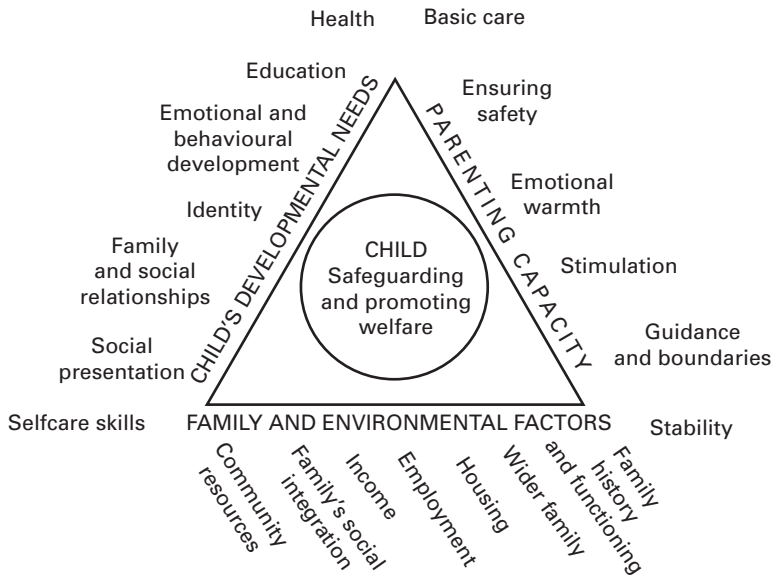 Health
Basic care
Education
Ensuring
safety
Emotional and
behavioural
development
CHILD'S DEVELOPMENTAL NEEDS
PARENTING CAPACITY
Emotional
warmth
Identity
CHILD
Safeguarding
and promoting
welfare
Family
and social
relationships
Stimulation
Social
presentation
Guidance
and boundaries
Selfcare skills
FAMILY AND ENVIRONMENTAL FACTORS
Stability
Community
resources
Family's social
integration
Income
Employment
Housing
Wider family
Family
history
and functioning